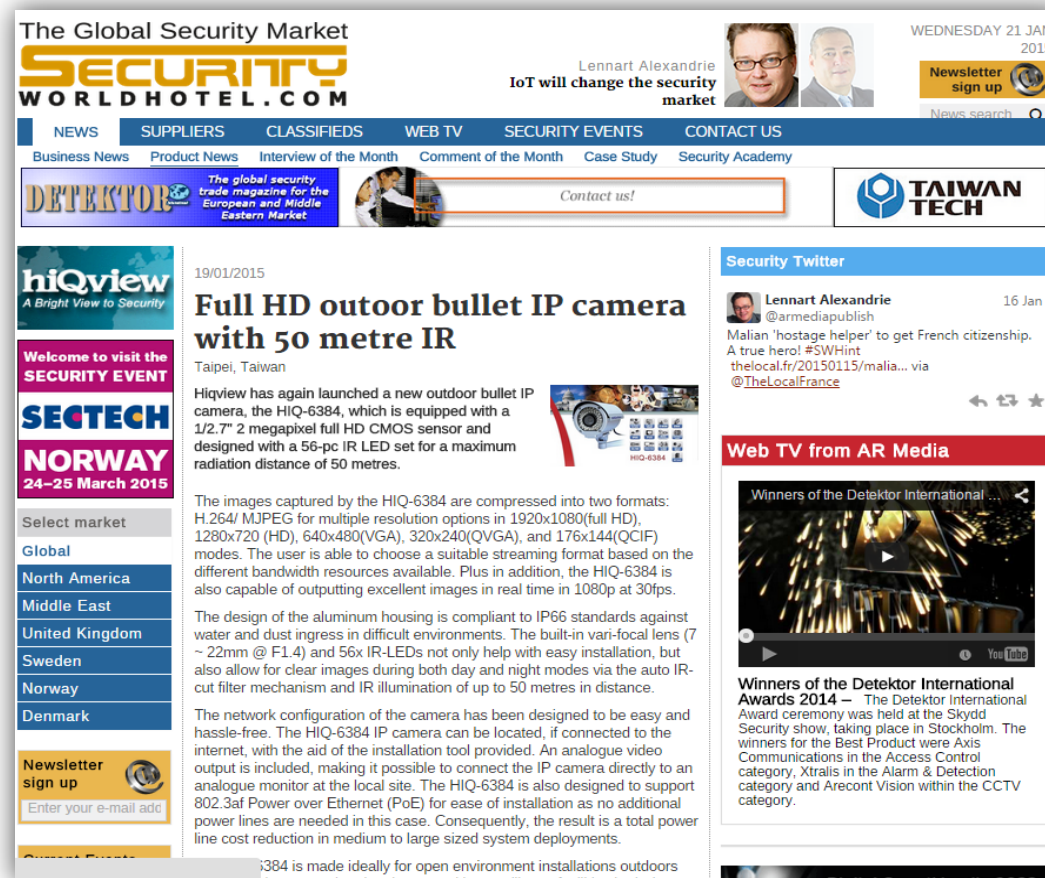 The Global Security Market
SECURITY
WORLDHOTEL.COM
Lennart Alexandrie
IoT will change the security
market
WEDNESDAY 21 JAN
201
Newsletter
sign up
News search
NEWS SUPPLIERS CLASSIFIEDS WEB TV SECURITY EVENTS CONTACT US
Business News Product News Interview of the Month Comment of the Month Case Study Security Academy
DETEKTOR
The global security
trade magazine for the
European and Middle
Eastern Market
Contact us!
TAIWAN
TECH
hiQview
A Bright View to Security
Welcome to visit the
SECURITY EVENT
SECTECH
NORWAY
24–25 March 2015
Select market
Global
North America
Middle East
United Kingdom
Sweden
Norway
Denmark
Newsletter
sign up
Enter your e-mail add
Current Events
19/01/2015
Full HD outoor bullet IP camera
with 50 metre IR
Taipei, Taiwan
Hiqview has again launched a new outdoor bullet IP
camera, the HIQ-6384, which is equipped with a
1/2.7" 2 megapixel full HD CMOS sensor and
designed with a 56-pc IR LED set for a maximum
radiation distance of 50 metres.
HIQ-6384
The images captured by the HIQ-6384 are compressed into two formats:
H.264/ MJPEG for multiple resolution options in 1920x1080(full HD),
1280x720 (HD), 640x480(VGA), 320x240(QVGA), and 176x144(QCIF)
modes. The user is able to choose a suitable streaming format based on the
different bandwidth resources available. Plus in addition, the HIQ-6384 is
also capable of outputting excellent images in real time in 1080p at 30fps.
The design of the aluminum housing is compliant to IP66 standards against
water and dust ingress in difficult environments. The built-in vari-focal lens (7
~ 22mm @ F1.4) and 56x IR-LEDs not only help with easy installation, but
also allow for clear images during both day and night modes via the auto IR-
cut filter mechanism and IR illumination of up to 50 metres in distance.
The network configuration of the camera has been designed to be easy and
hassle-free. The HIQ-6384 IP camera can be located, if connected to the
internet, with the aid of the installation tool provided. An analogue video
output is included, making it possible to connect the IP camera directly to an
analogue monitor at the local site. The HIQ-6384 is also designed to support
802.3af Power over Ethernet (PoE) for ease of installation as no additional
power lines are needed in this case. Consequently, the result is a total power
line cost reduction in medium to large sized system deployments.
6384 is made ideally for open environment installations outdoors
Security Twitter
Lennart Alexandrie 16 Jan
@armediapublish
Malian 'hostage helper' to get French citizenship.
A true hero! #SWHint
thelocal.fr/20150115/malia... via
@TheLocalFrance
Web TV from AR Media
Winners of the Detektor International ...
YouTube
Winners of the Detektor International
Awards 2014 – The Detektor International
Award ceremony was held at the Skydd
Security show, taking place in Stockholm. The
winners for the Best Product were Axis
Communications in the Access Control
category, Xtralis in the Alarm & Detection
category and Arecont Vision within the CCTV
category.